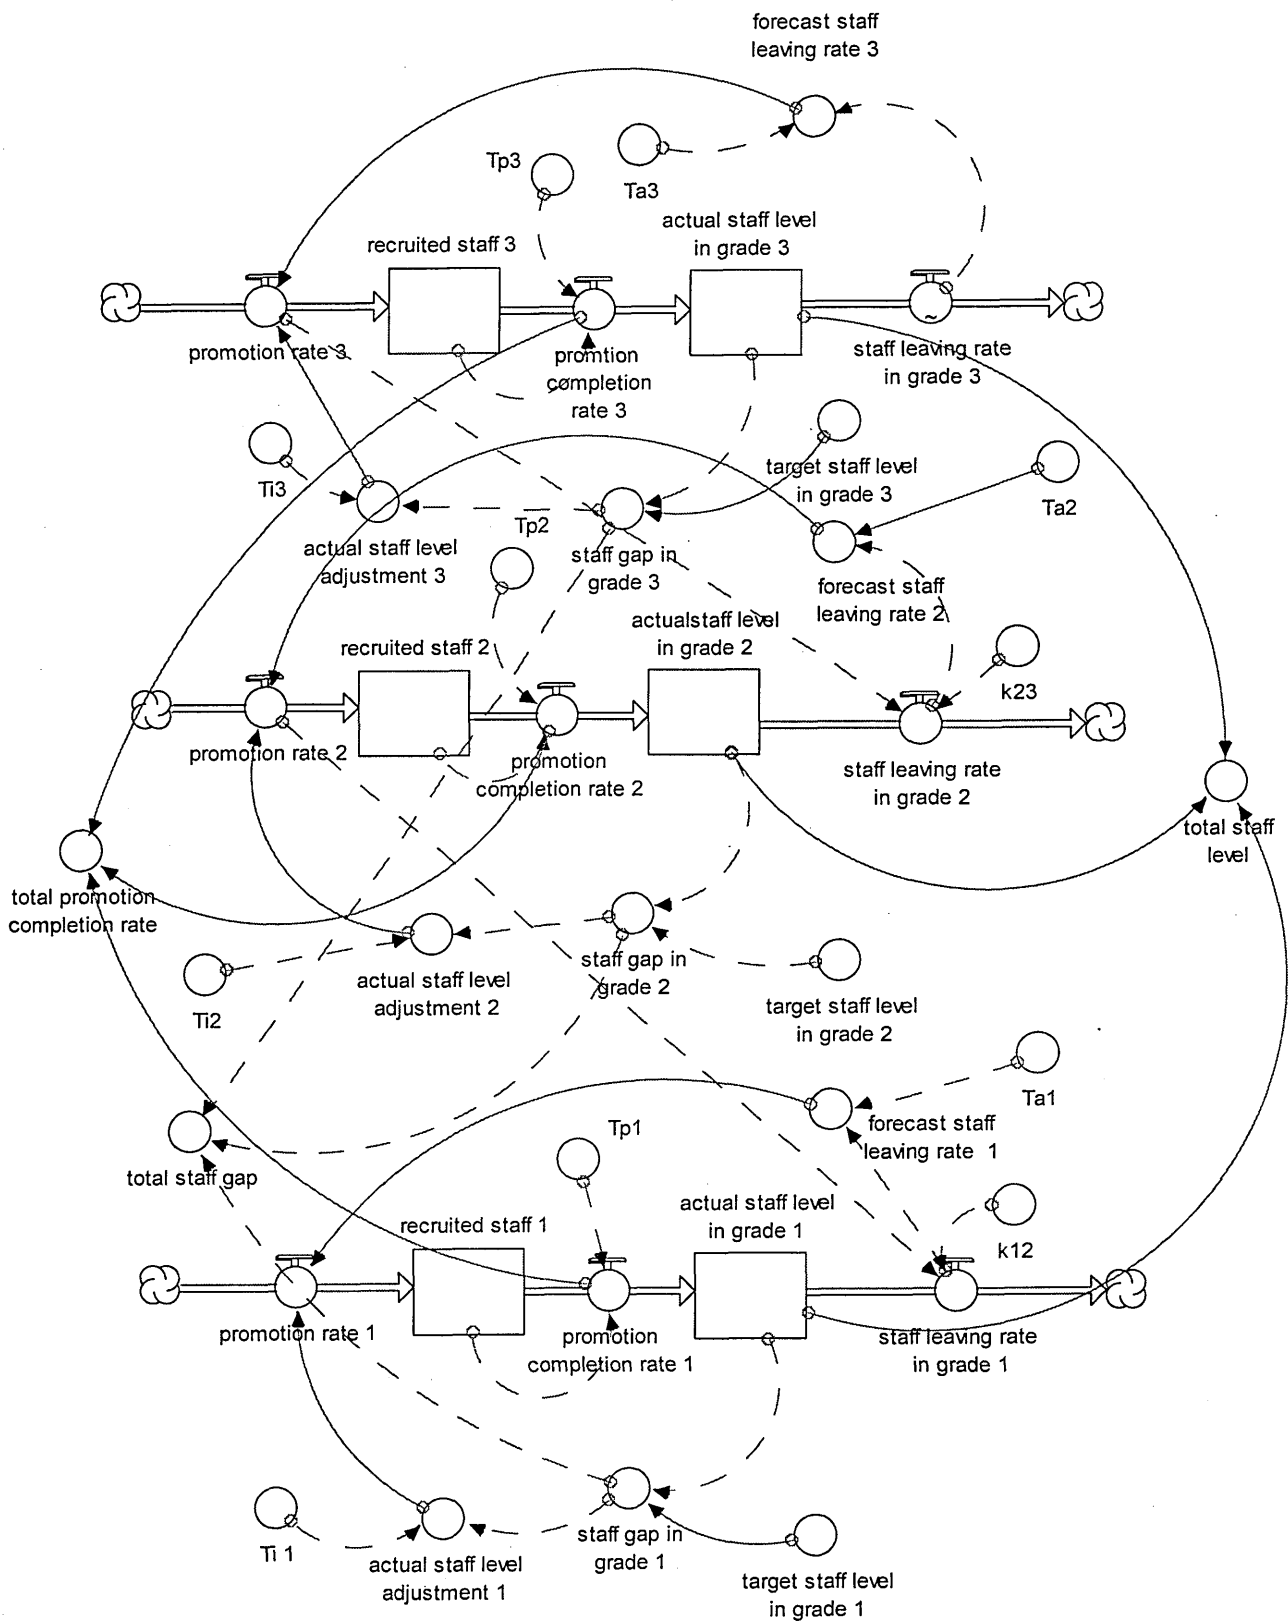 forecast staff
leaving rate 3
Tp3
Ta3
actual staff level
in grade 3
recruited staff 3
~
promotion rate 3
promtion
completion
rate 3
staff leaving rate
in grade 3
Ti3
target staff level
in grade 3
Ta2
Tp2
actual staff level
adjustment 3
staff gap in
grade 3
forecast staff
leaving rate 2
actualstaff level
in grade 2
recruited staff 2
k23
promotion rate 2
promotion
completion rate 2
staff leaving rate
in grade 2
total staff
level
total promotion
completion rate
staff gap in
grade 2
actual staff level
adjustment 2
Ti2
target staff level
in grade 2
Ta1
forecast staff
leaving rate 1
Tp1
total staff gap
actual staff level
in grade 1
recruited staff 1
k12
promotion rate 1
promotion
completion rate 1
staff leaving rate
in grade 1
Ti 1
actual staff level
adjustment 1
staff gap in
grade 1
target staff level
in grade 1